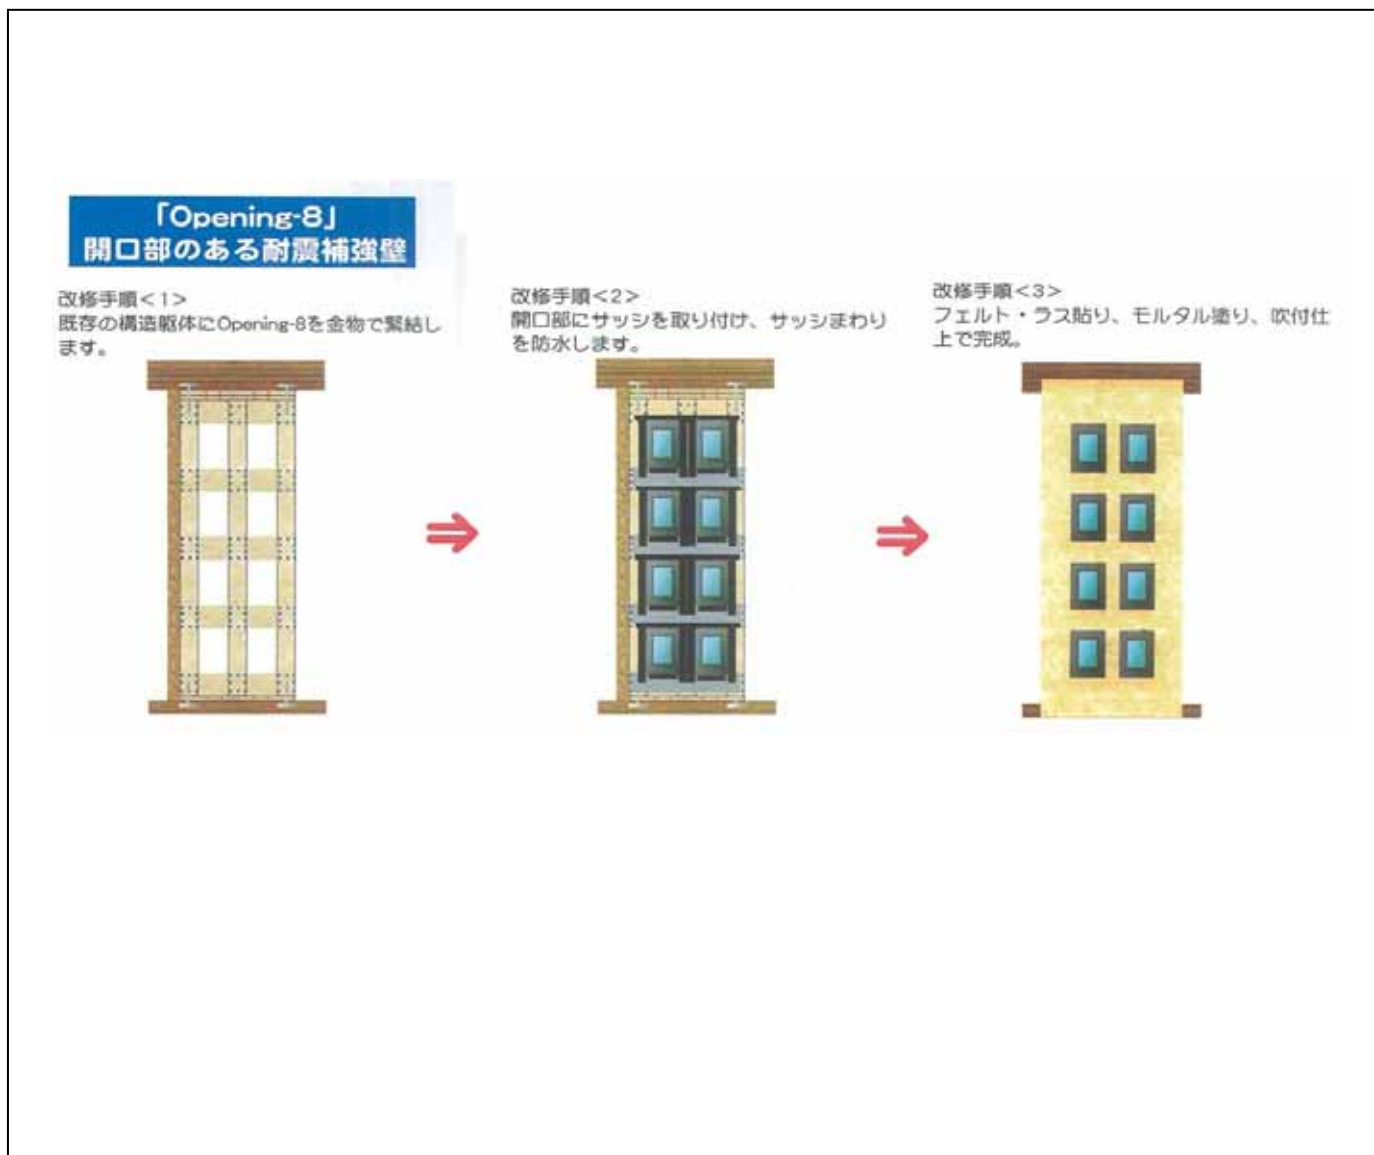 「Opening-8」
開口部のある耐震補強壁
改修手順<1>
既存の構造躯体にOpening-8を金物で緊結し
ます。
改修手順<2>
開口部にサッシを取り付け、サッシまわり
を防水します。
改修手順<3>
フェルト・ラス貼り、モルタル塗り、吹付仕
上で完成。